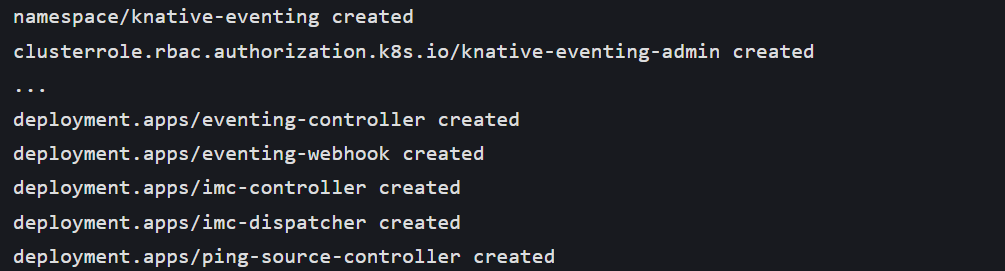 namespace/knative-eventing created
clusterrole.rbac.authorization.k8s.io/knative-eventing-admin created
...
deployment.apps/eventing-controller created
deployment.apps/eventing-webhook created
deployment.apps/imc-controller created
deployment.apps/imc-dispatcher created
deployment.apps/ping-source-controller created